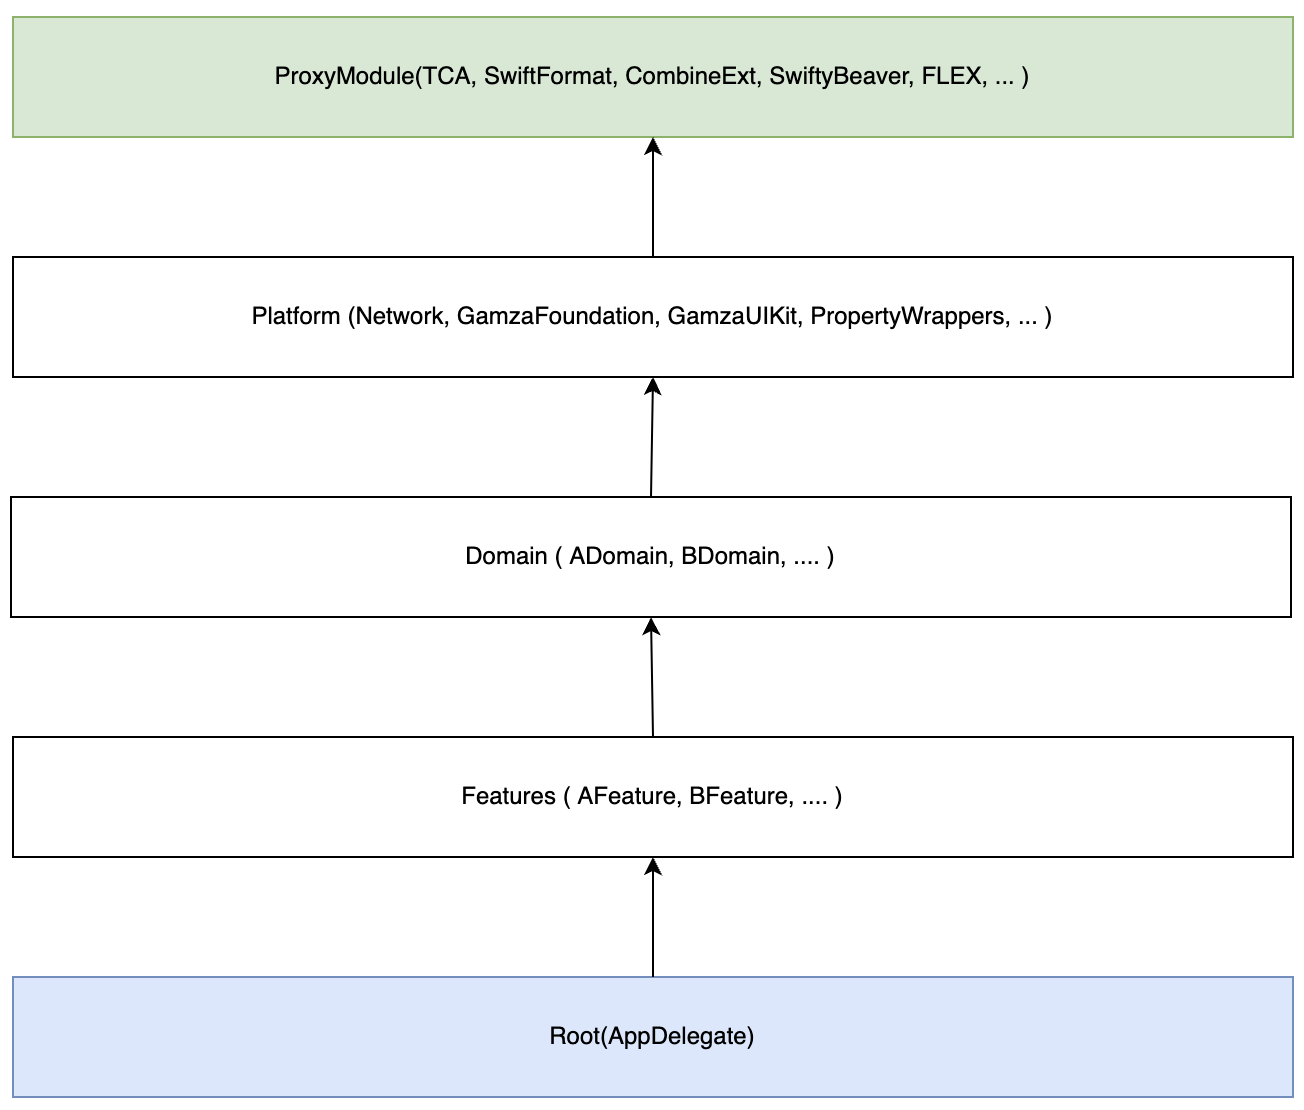 ProxyModule(TCA, SwiftFormat, CombineExt, SwiftyBeaver, FLEX, ... )
Platform (Network, GamzaFoundation, GamzaUIKit, PropertyWrappers, ... )
Domain ( ADomain, BDomain, .... )
Features ( AFeature, BFeature, .... )
Root(AppDelegate)